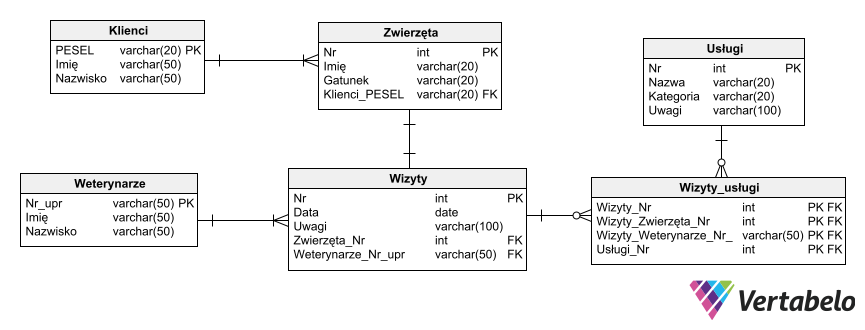 Klienci
PESEL varchar(20) PK
Imię varchar(50)
Nazwisko varchar(50)
Zwierzęta
Nr int PK
Imię varchar(20)
Gatunek varchar(20)
Klienci_PESEL varchar(20) FK
Usługi
Nr int PK
Nazwa varchar(20)
Kategoria varchar(20)
Uwagi varchar(100)
Weterynarze
Nr_upr varchar(50) PK
Imię varchar(50)
Nazwisko varchar(50)
Wizyty
Nr int PK
Data date
Uwagi varchar(100)
Zwierzęta_Nr int FK
Weterynarze_Nr_upr varchar(50) FK
Wizyty_usługi
Wizyty_Nr int PK FK
Wizyty_Zwierzęta_Nr int PK FK
Wizyty_Weterynarze_Nr_ varchar(50) PK FK
Usługi_Nr int PK FK
Vertabelo